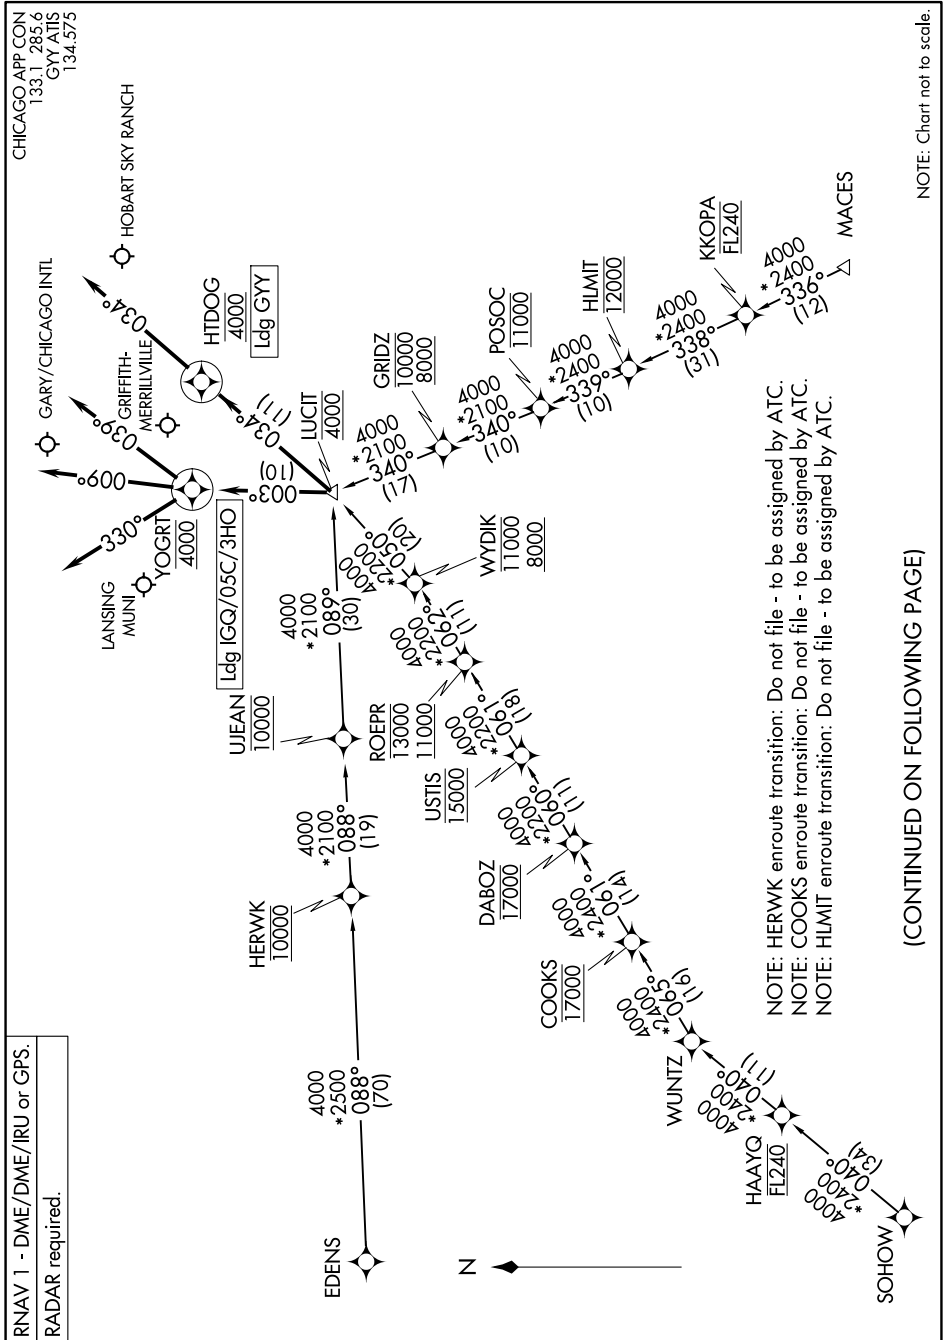 RNAV 1 - DME/DME/IRU or GPS.
RADAR required.
CHICAGO APP CON
133.1 285.6
GYY ATIS
134.575
GARY/CHICAGO INTL
HOBART SKY RANCH
GRIFFITH-
MERRILLVILLE
LANSING
MUNI
330°
009°
039°
034°
YOGRT
4000
Ldg IGQ/05C/3HO
HTDOG
4000
Ldg GYY
003°
(10)
034°
(11)
LUCIT
4000
EDENS
4000
*2500
088°
(70)
HERWK
10000
4000
*2100
088°
(19)
UJEAN
10000
4000
*2100
089°
(30)
SOHOW
4000
*2400
040°
(34)
HAAYQ
FL240
4000
*2400
040°
(11)
WUNTZ
4000
*2400
065°
(16)
COOKS
17000
4000
*2400
061°
(14)
DABOZ
17000
4000
*2200
060°
(11)
USTIS
15000
4000
*2200
061°
(18)
ROEPR
13000
11000
4000
*2200
062°
(11)
WYDIK
11000
8000
4000
*2200
050°
(20)
MACES
4000
*2400
336°
(12)
KKOPA
FL240
4000
*2400
338°
(31)
HLMIT
12000
4000
*2400
339°
(10)
POSOC
11000
4000
*2100
340°
(10)
GRIDZ
10000
8000
4000
*2100
340°
(17)
N
NOTE: HERWK enroute transition: Do not file - to be assigned by ATC.
NOTE: COOKS enroute transition: Do not file - to be assigned by ATC.
NOTE: HLMIT enroute transition: Do not file - to be assigned by ATC.
(CONTINUED ON FOLLOWING PAGE)
NOTE: Chart not to scale.